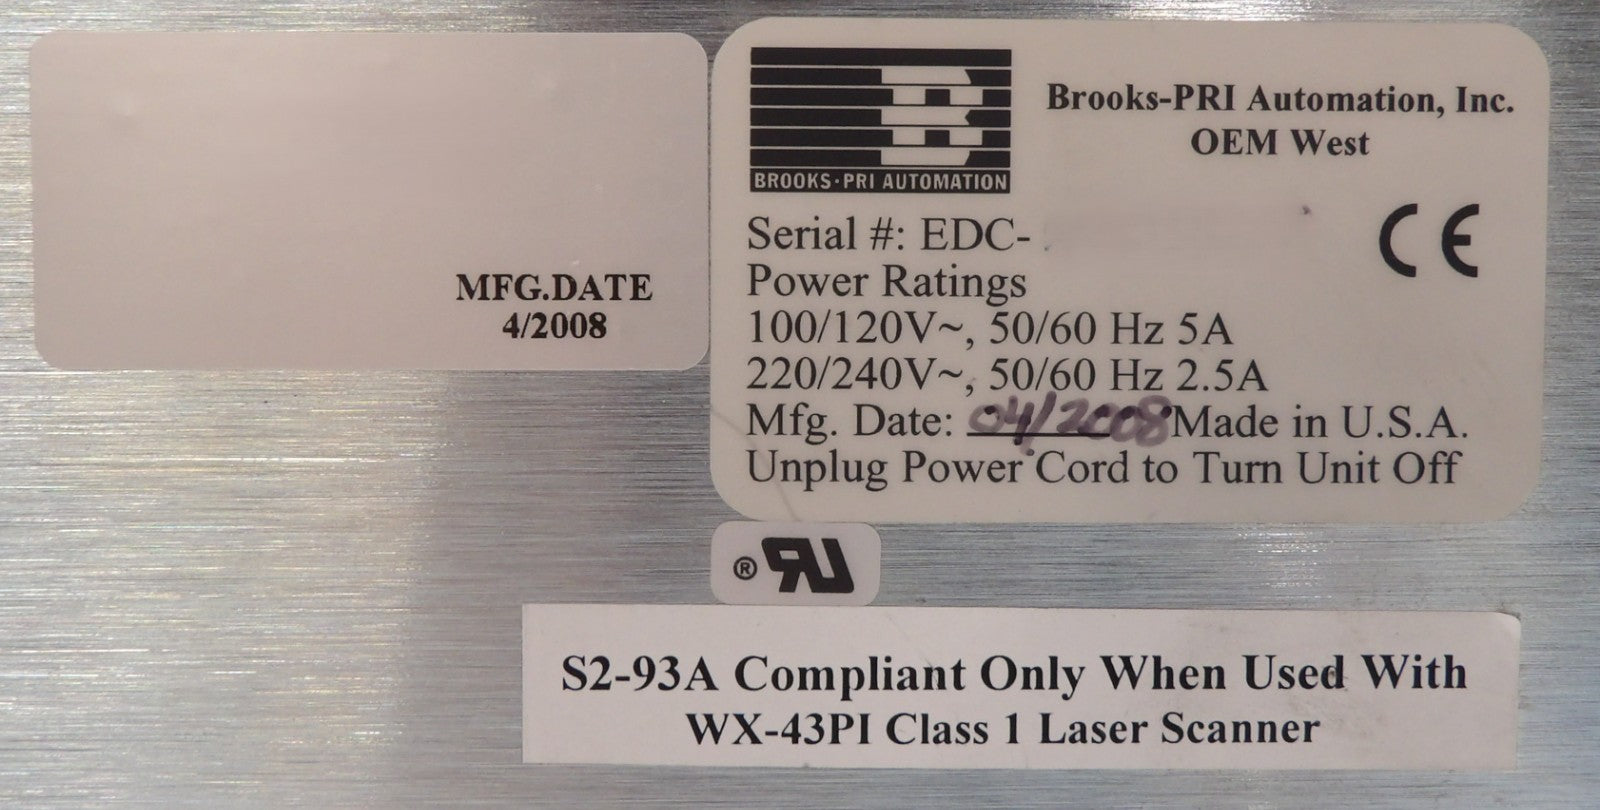 MFG.DATE
4/2008
BROOKS·PRI AUTOMATION
Brooks-PRI Automation, Inc.
OEM West
Serial #: EDC-
CE
Power Ratings
100/120V~, 50/60 Hz 5A
220/240V~, 50/60 Hz 2.5A
Mfg. Date: 04/2008 Made in U.S.A.
Unplug Power Cord to Turn Unit Off
® RU
S2-93A Compliant Only When Used With
WX-43PI Class 1 Laser Scanner